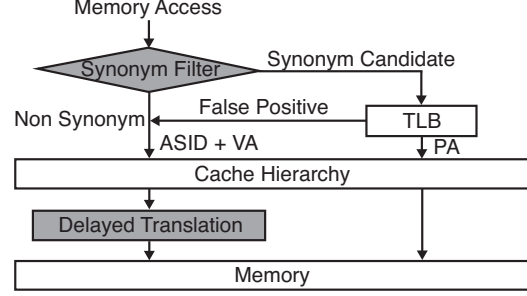 Memory Access
Synonym Filter
Synonym Candidate
Non Synonym
False Positive
TLB
ASID + VA
PA
Cache Hierarchy
Delayed Translation
Memory